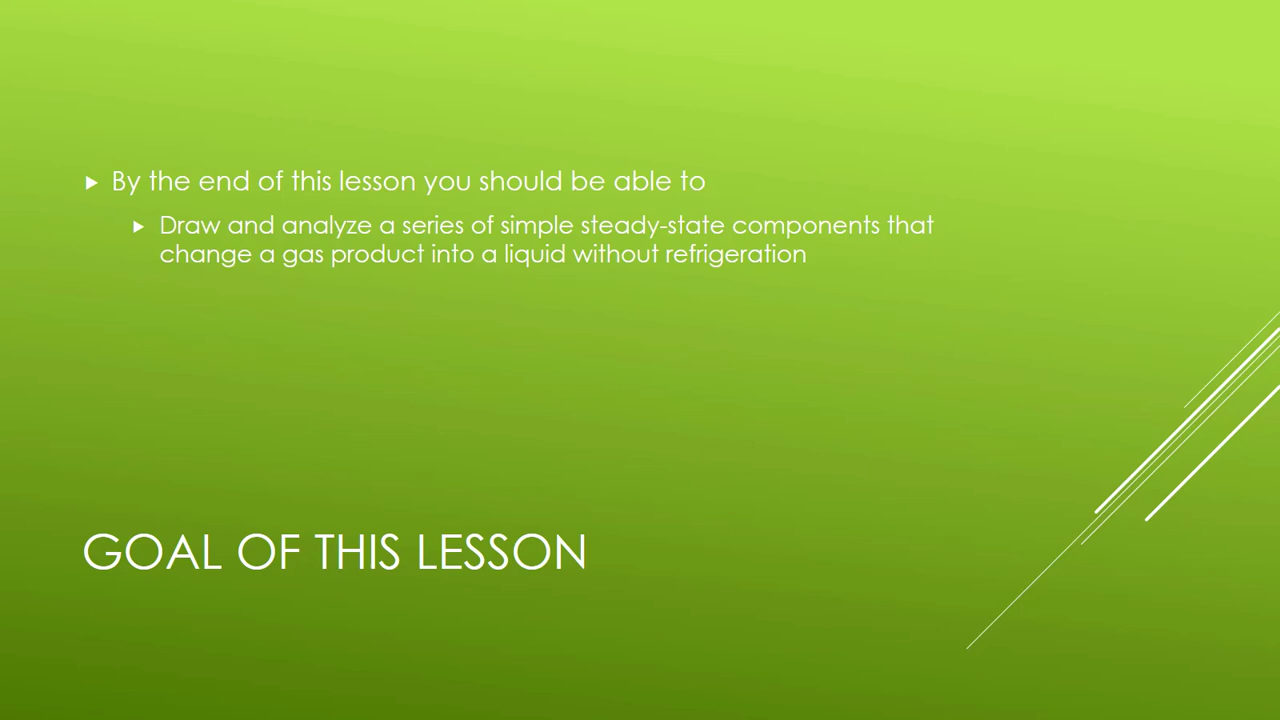 By the end of this lesson you should be able to
Draw and analyze a series of simple steady-state components that
change a gas product into a liquid without refrigeration
GOAL OF THIS LESSON